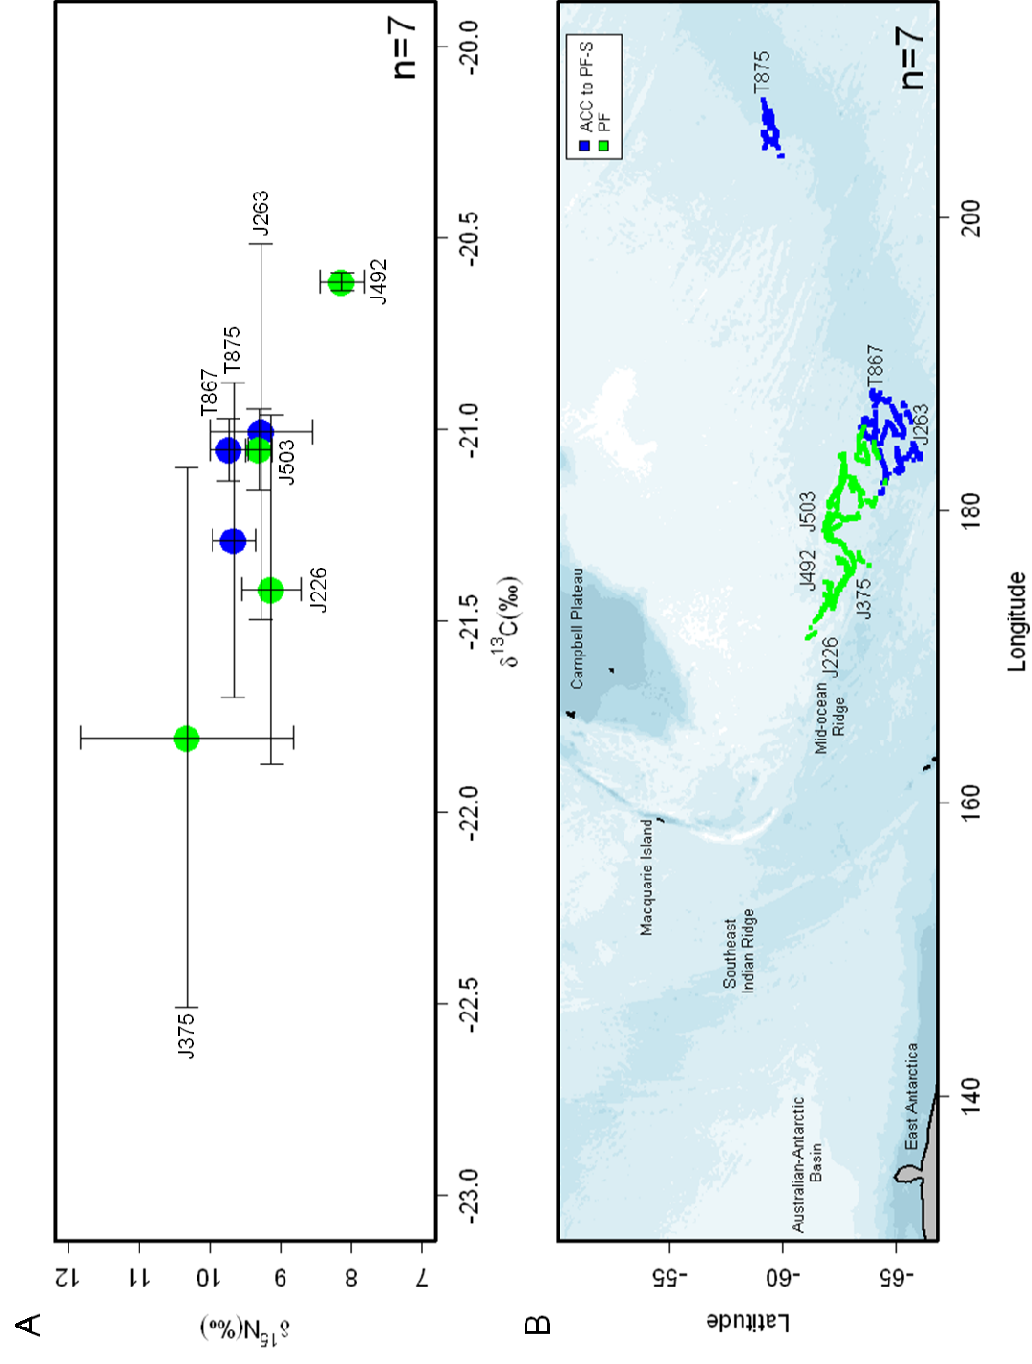 A
n=7
J263
J492
T867
T875
J503
J226
J375
12
11
10
9
8
7
δ15N(‰)
-23.0
-22.5
-22.0
-21.5
-21.0
-20.5
-20.0
δ13C(‰)
B
ACC to PF-S
PF
T875
n=7
T867
J263
J503
J492
J375
J226
Campbell Plateau
Mid-ocean
Ridge
Macquarie Island
Southeast
Indian Ridge
Australian-Antarctic
Basin
East Antarctica
-55
-60
-65
Latitude
140
160
180
200
Longitude